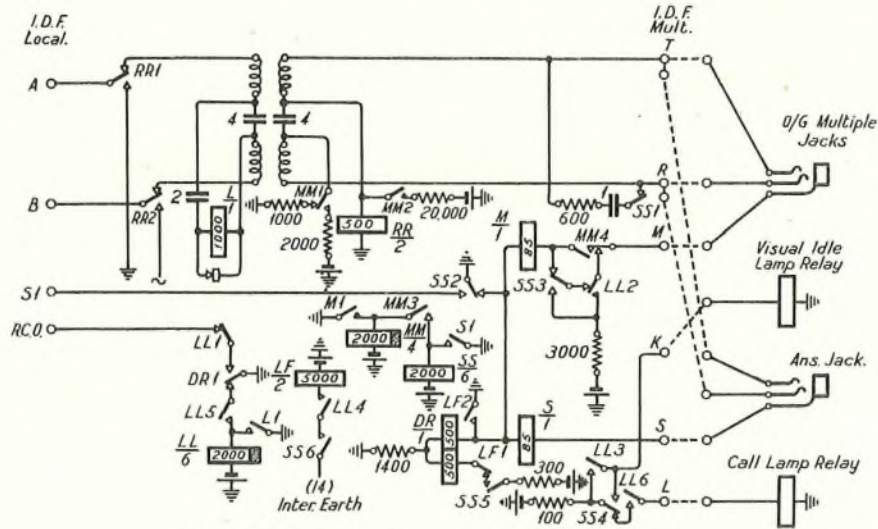 I.D.F.
Local.
I.D.F.
Mult.
T
A
RR1
4
4
O/G Multiple
Jacks
R
B
RR2
2
L/1
1000
1000
MM1
2000
MM2
20,000
500
RR/2
600
1
SS1
M
M/1
85
MM4
Visual Idle
Lamp Relay
SS2
SS3
LL2
S1
RC0.
M1
MM3
2000
MM/4
S1
2000
SS/6
3000
K
LL1
LF/2
5000
DR1
LL5
L1
LL4
LL/6
2000
SS6
(14)
Inter. Earth
LF2
DR/1
500
500
1400
LF1
S/1
85
SS5
300
100
LL3
LL6
SS4
S
L
Ans. Jack.
Call Lamp Relay